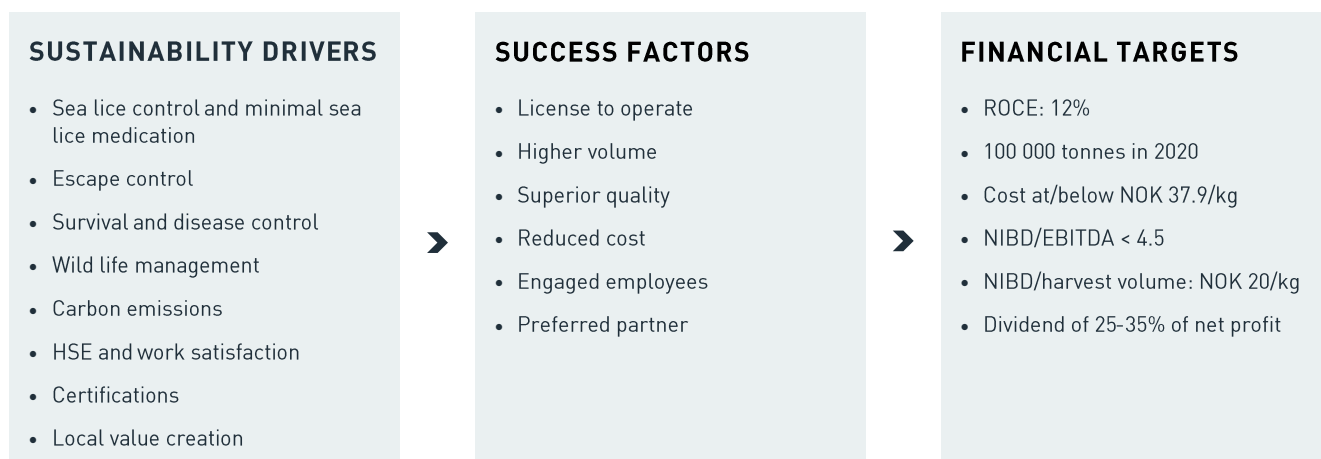 SUSTAINABILITY DRIVERS
• Sea lice control and minimal sea
lice medication
• Escape control
• Survival and disease control
• Wild life management
• Carbon emissions
• HSE and work satisfaction
• Certifications
• Local value creation
SUCCESS FACTORS
• License to operate
• Higher volume
• Superior quality
• Reduced cost
• Engaged employees
• Preferred partner
FINANCIAL TARGETS
• ROCE: 12%
• 100 000 tonnes in 2020
• Cost at/below NOK 37.9/kg
• NIBD/EBITDA < 4.5
• NIBD/harvest volume: NOK 20/kg
• Dividend of 25-35% of net profit